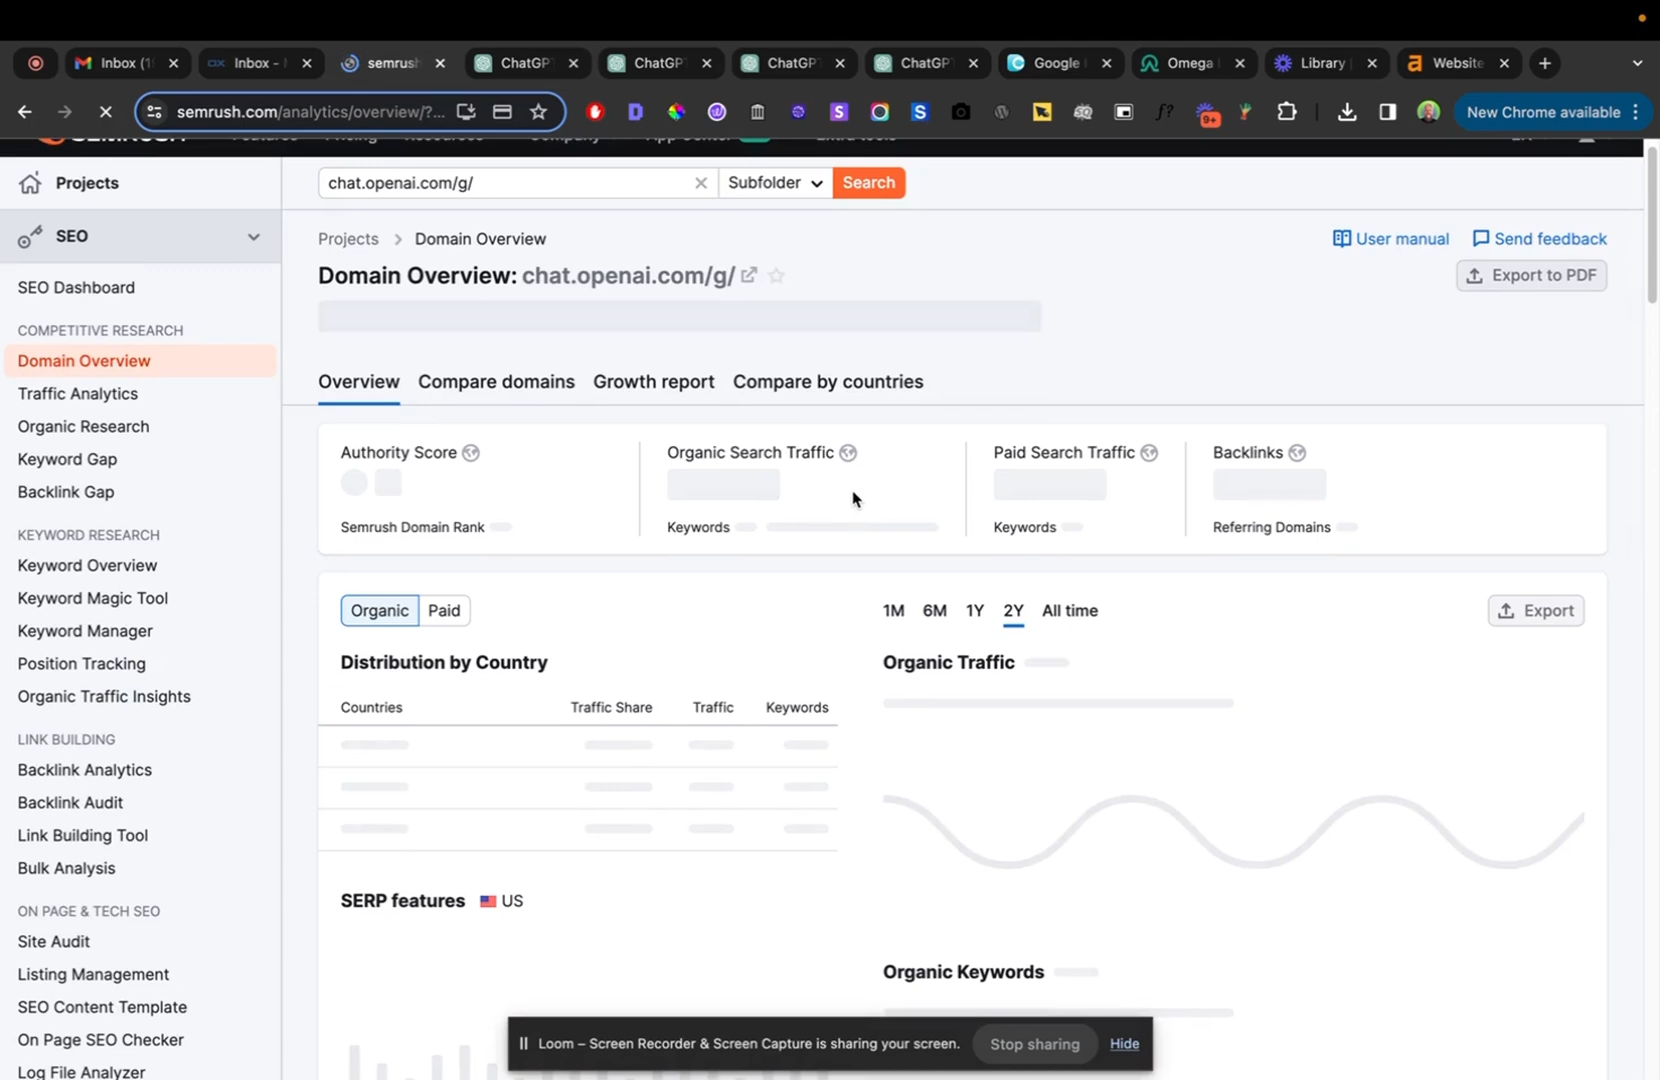 Inbox (1
Inbox -
semrush
ChatGP
ChatGP
ChatGP
ChatGP
Google
Omega
Library
Website
semrush.com/analytics/overview/?...
9+
New Chrome available
Projects
chat.openai.com/g/
Subfolder
Search
SEO
Projects > Domain Overview
User manual
Send feedback
Domain Overview: chat.openai.com/g/
Export to PDF
SEO Dashboard
COMPETITIVE RESEARCH
Domain Overview
Traffic Analytics
Organic Research
Keyword Gap
Backlink Gap
KEYWORD RESEARCH
Keyword Overview
Keyword Magic Tool
Keyword Manager
Position Tracking
Organic Traffic Insights
LINK BUILDING
Backlink Analytics
Backlink Audit
Link Building Tool
Bulk Analysis
ON PAGE & TECH SEO
Site Audit
Listing Management
SEO Content Template
On Page SEO Checker
Log File Analyzer
Overview
Compare domains
Growth report
Compare by countries
Authority Score
Semrush Domain Rank
Organic Search Traffic
Keywords
Paid Search Traffic
Keywords
Backlinks
Referring Domains
Organic
Paid
1M 6M 1Y 2Y All time
Export
Distribution by Country
Countries Traffic Share Traffic Keywords
Organic Traffic
SERP features US
Organic Keywords
Loom – Screen Recorder & Screen Capture is sharing your screen.
Stop sharing
Hide